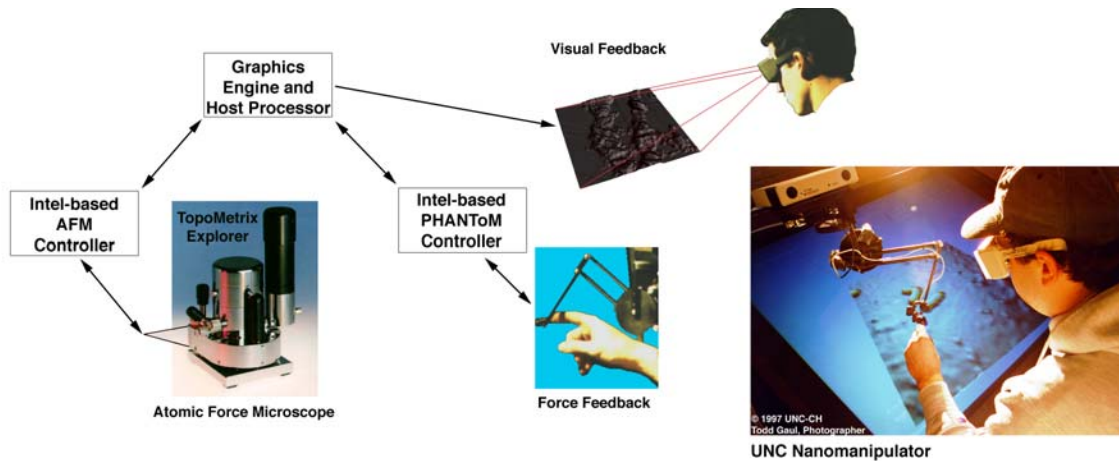 Visual Feedback
Graphics
Engine and
Host Processor
Intel-based
AFM
Controller
TopoMetrix
Explorer
Intel-based
PHANToM
Controller
Atomic Force Microscope
Force Feedback
© 1997 UNC-CH
Todd Gaul, Photographer
UNC Nanomanipulator